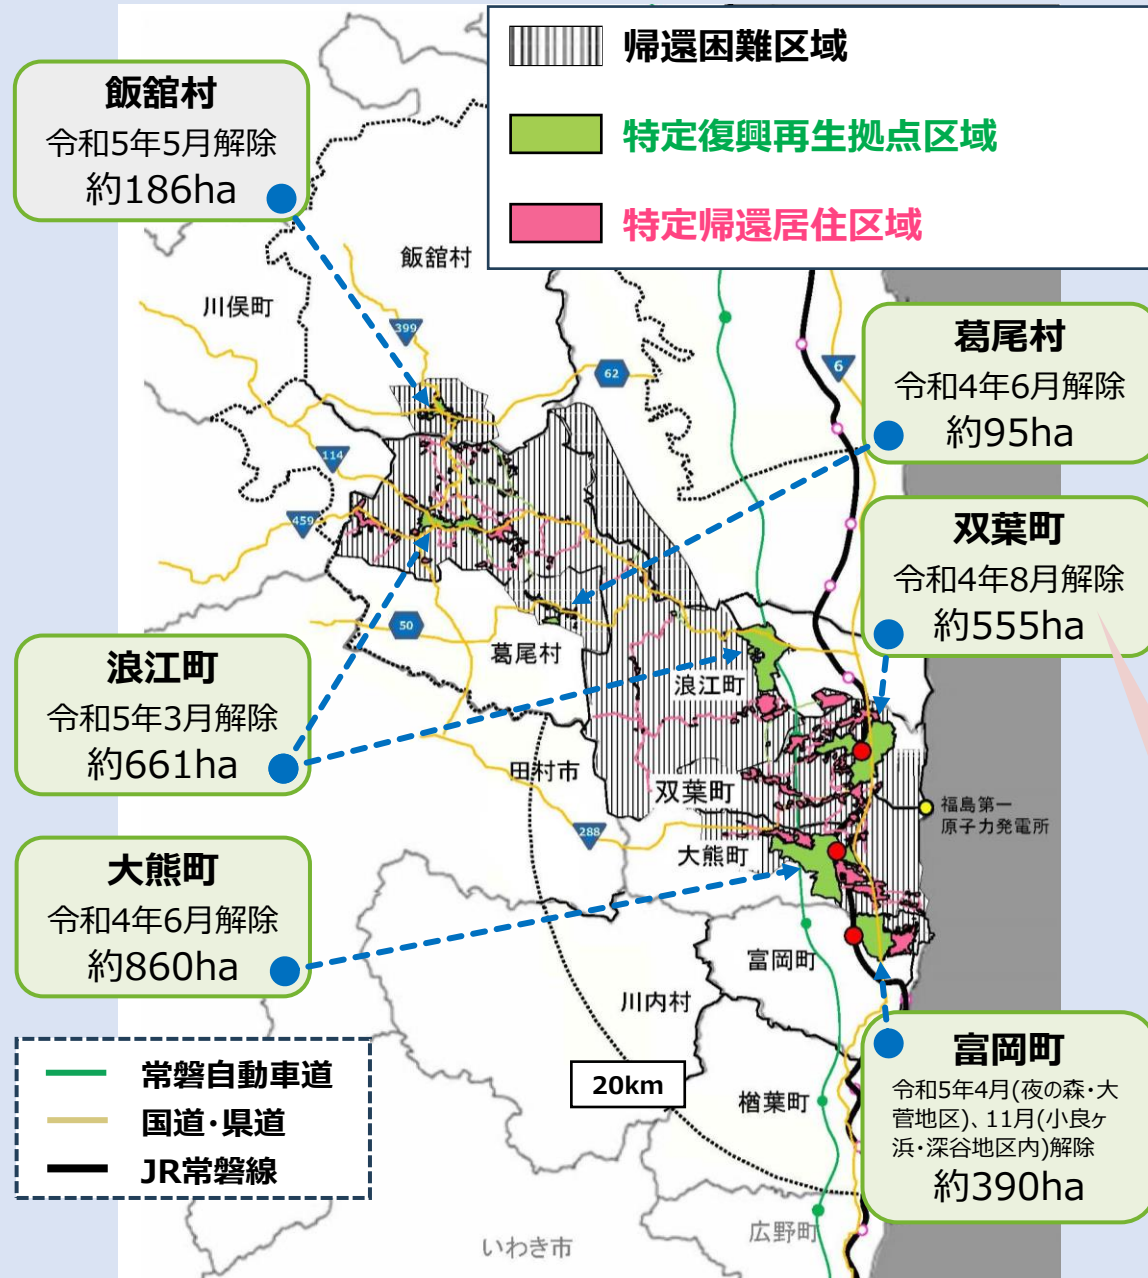 帰還困難区域
特定復興再生拠点区域
特定帰還居住区域
飯舘村
令和5年5月解除
約186ha
飯舘村
川俣町
399
62
6
葛尾村
令和4年6月解除
約95ha
114
459
双葉町
令和4年8月解除
約555ha
50
葛尾村
浪江町
浪江町
令和5年3月解除
約661ha
田村市
双葉町
福島第一
原子力発電所
288
大熊町
大熊町
令和4年6月解除
約860ha
富岡町
川内村
富岡町
令和5年4月(夜の森・大
菅地区)、11月(小良ヶ
浜・深谷地区内)解除
約390ha
常磐自動車道
国道・県道
JR常磐線
20km
楢葉町
広野町
いわき市